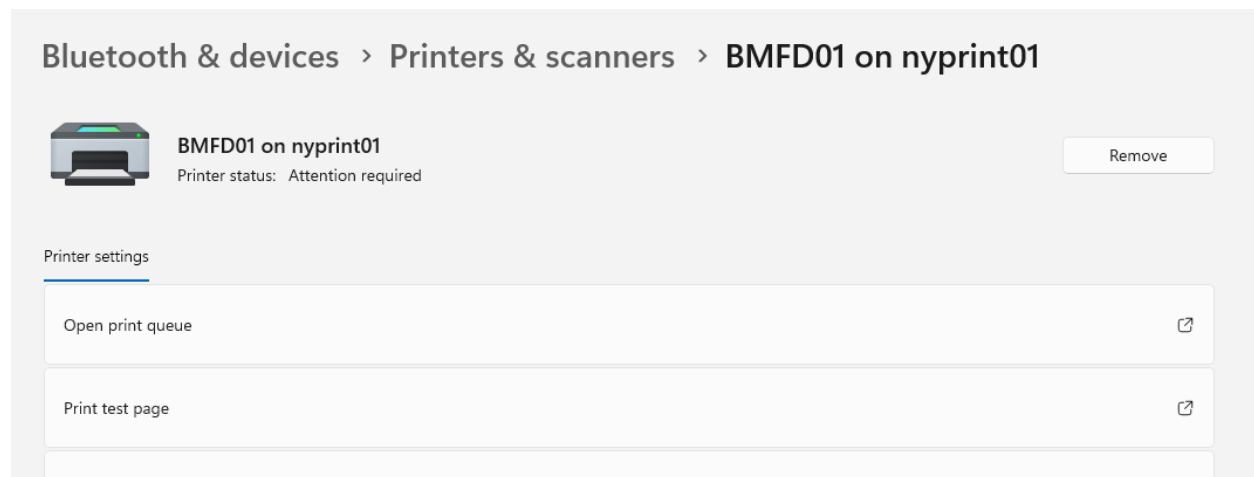 Bluetooth & devices > Printers & scanners > BMFD01 on nyprint01
BMFD01 on nyprint01
Remove
Printer status: Attention required
Printer settings
Open print queue
Print test page